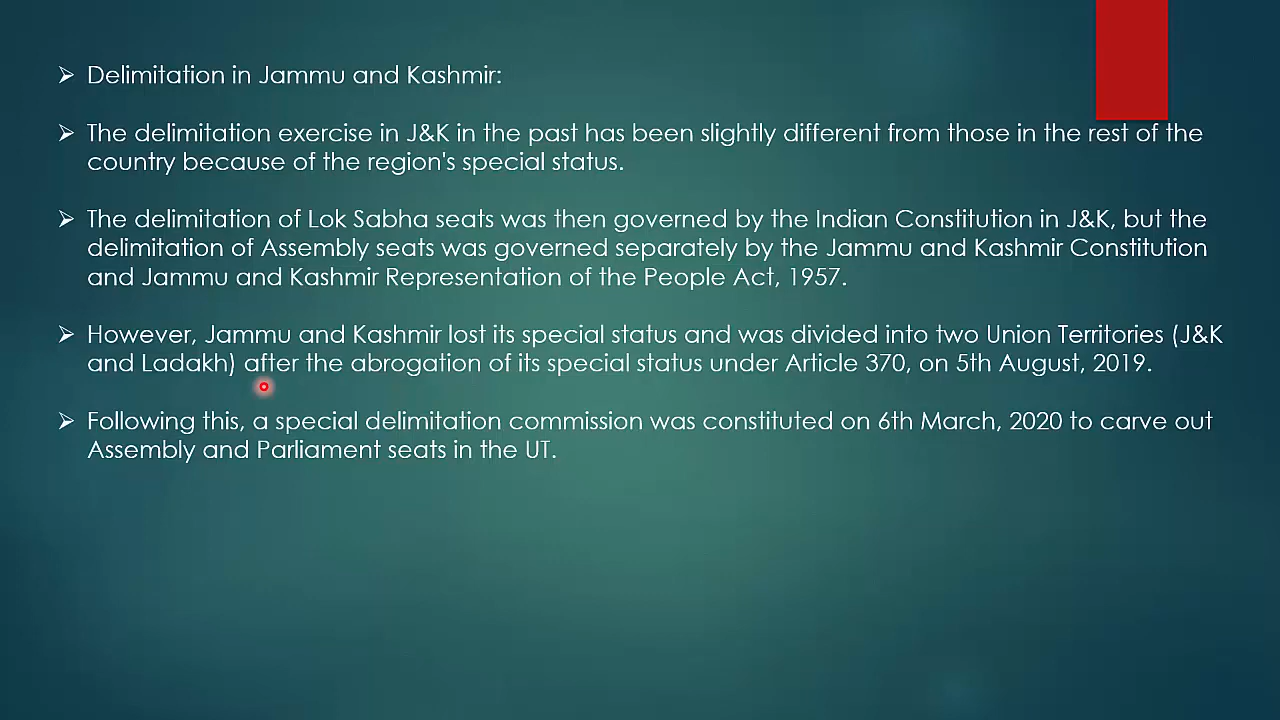 Delimitation in Jammu and Kashmir:
The delimitation exercise in J&K in the past has been slightly different from those in the rest of the
country because of the region's special status.
The delimitation of Lok Sabha seats was then governed by the Indian Constitution in J&K, but the
delimitation of Assembly seats was governed separately by the Jammu and Kashmir Constitution
and Jammu and Kashmir Representation of the People Act, 1957.
However, Jammu and Kashmir lost its special status and was divided into two Union Territories (J&K
and Ladakh) after the abrogation of its special status under Article 370, on 5th August, 2019.
Following this, a special delimitation commission was constituted on 6th March, 2020 to carve out
Assembly and Parliament seats in the UT.